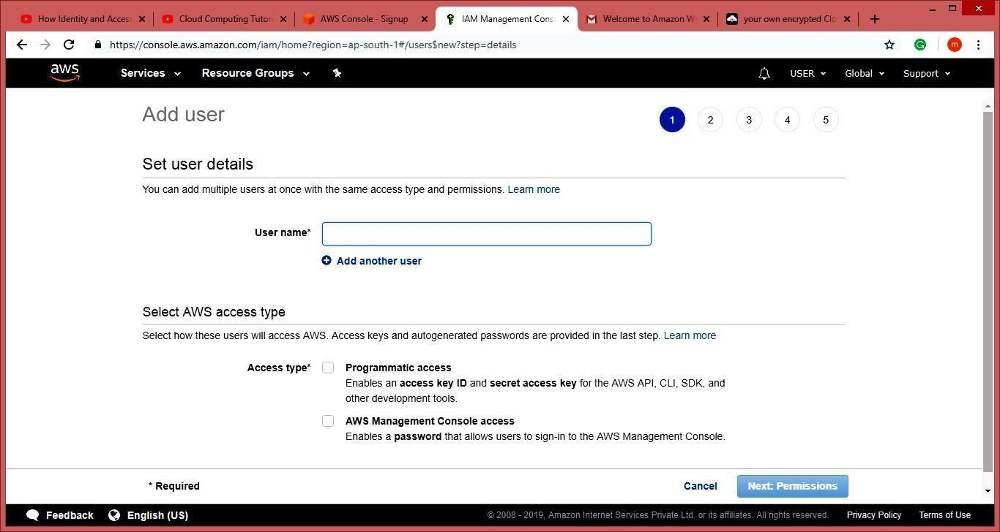 How Identity and Access
Cloud Computing Tutori
AWS Console - Signup
IAM Management Cons
Welcome to Amazon W
your own encrypted Clo
https://console.aws.amazon.com/iam/home?region=ap-south-1#/users$new?step=details
m
aws
Services
Resource Groups
USER
Global
Support
Add user
1 2 3 4 5
Set user details
You can add multiple users at once with the same access type and permissions. Learn more
User name*
Add another user
Select AWS access type
Select how these users will access AWS. Access keys and autogenerated passwords are provided in the last step. Learn more
Access type*
Programmatic access
Enables an access key ID and secret access key for the AWS API, CLI, SDK, and
other development tools.
AWS Management Console access
Enables a password that allows users to sign-in to the AWS Management Console.
* Required
Cancel
Next: Permissions
Feedback
English (US)
© 2008 - 2019, Amazon Internet Services Private Ltd. or its affiliates. All rights reserved.
Privacy Policy
Terms of Use